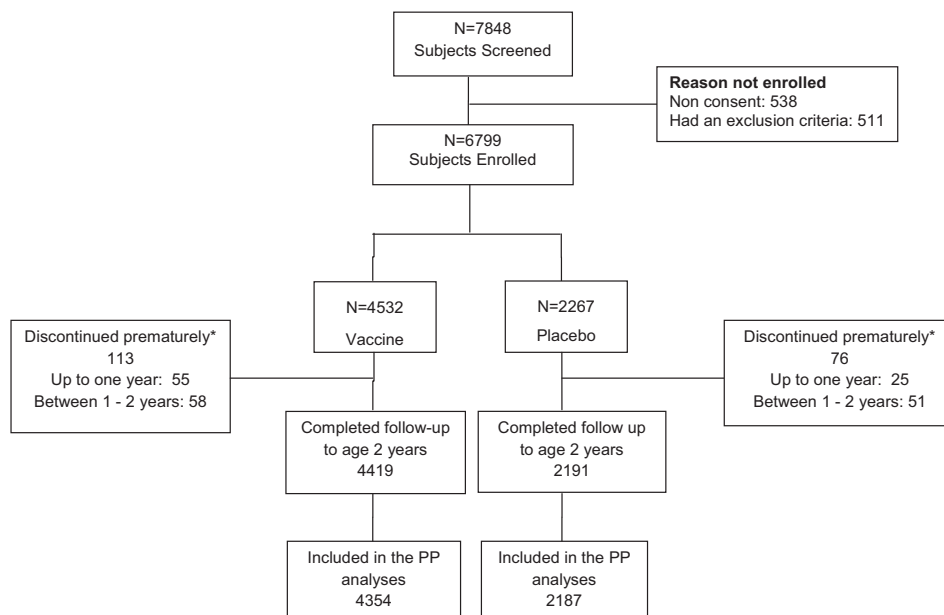 N=7848
Subjects Screened
Reason not enrolled
Non consent: 538
Had an exclusion criteria: 511
N=6799
Subjects Enrolled
N=4532
Vaccine
N=2267
Placebo
Discontinued prematurely*
113
Up to one year: 55
Between 1 - 2 years: 58
Discontinued prematurely*
76
Up to one year: 25
Between 1 - 2 years: 51
Completed follow-up
to age 2 years
4419
Completed follow up
to age 2 years
2191
Included in the PP
analyses
4354
Included in the PP
analyses
2187